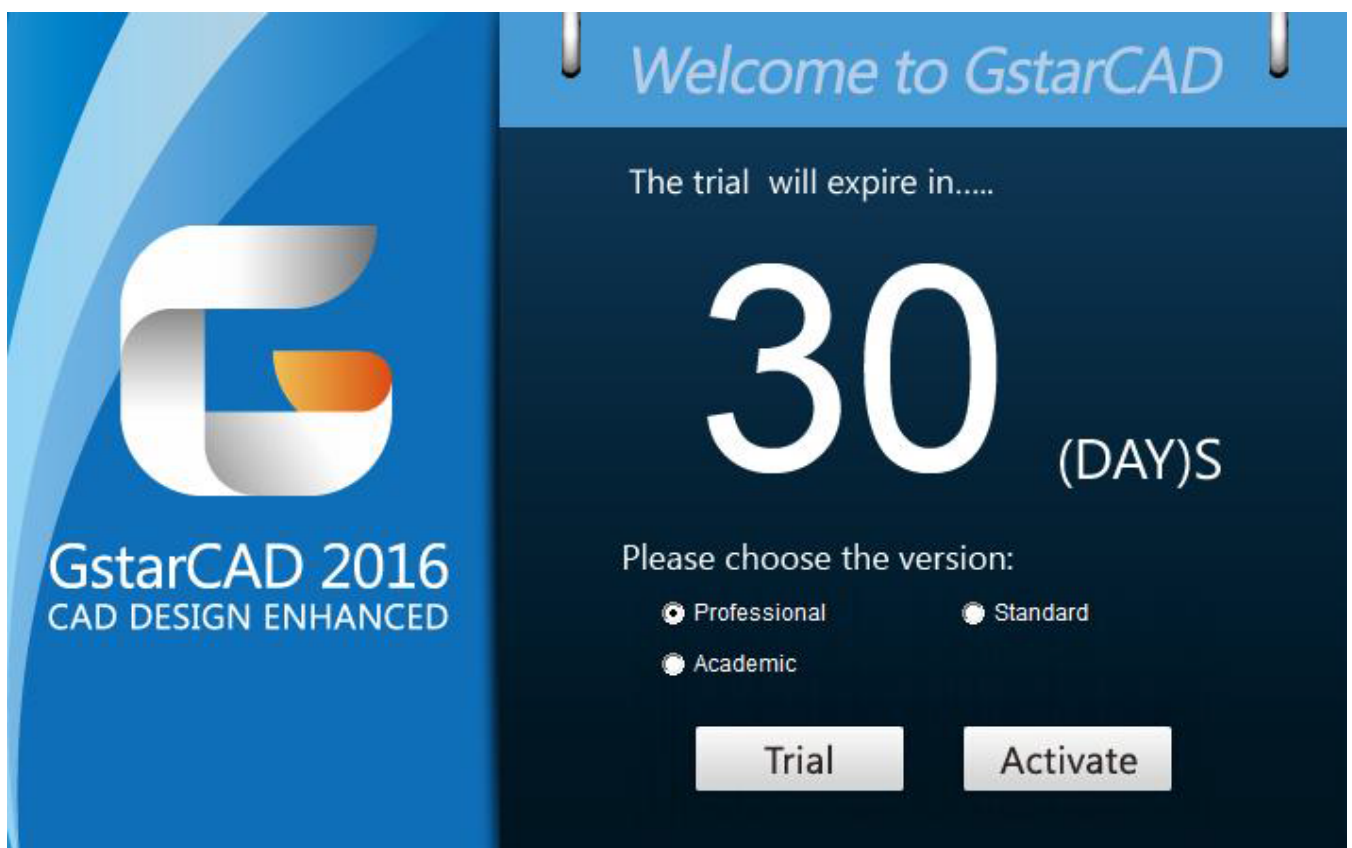 Welcome to GstarCAD
The trial will expire in.....
30 (DAY)S
GstarCAD 2016
CAD DESIGN ENHANCED
Please choose the version:
Professional Standard
Academic
Trial Activate